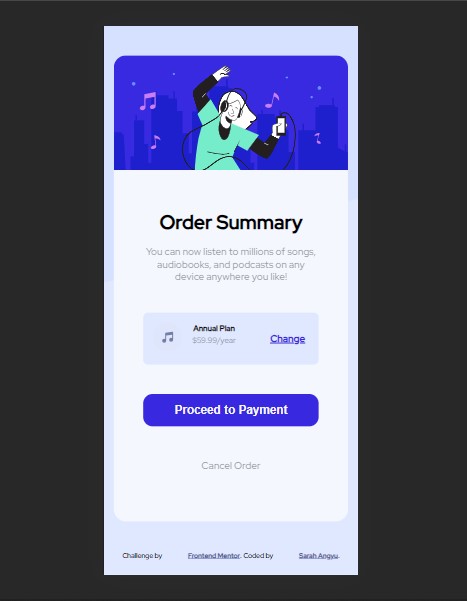 Order Summary
You can now listen to millions of songs,
audiobooks, and podcasts on any
device anywhere you like!
Annual Plan
$59.99/year
Change
Proceed to Payment
Cancel Order
Challenge by Frontend Mentor. Coded by Sarah Angyu.